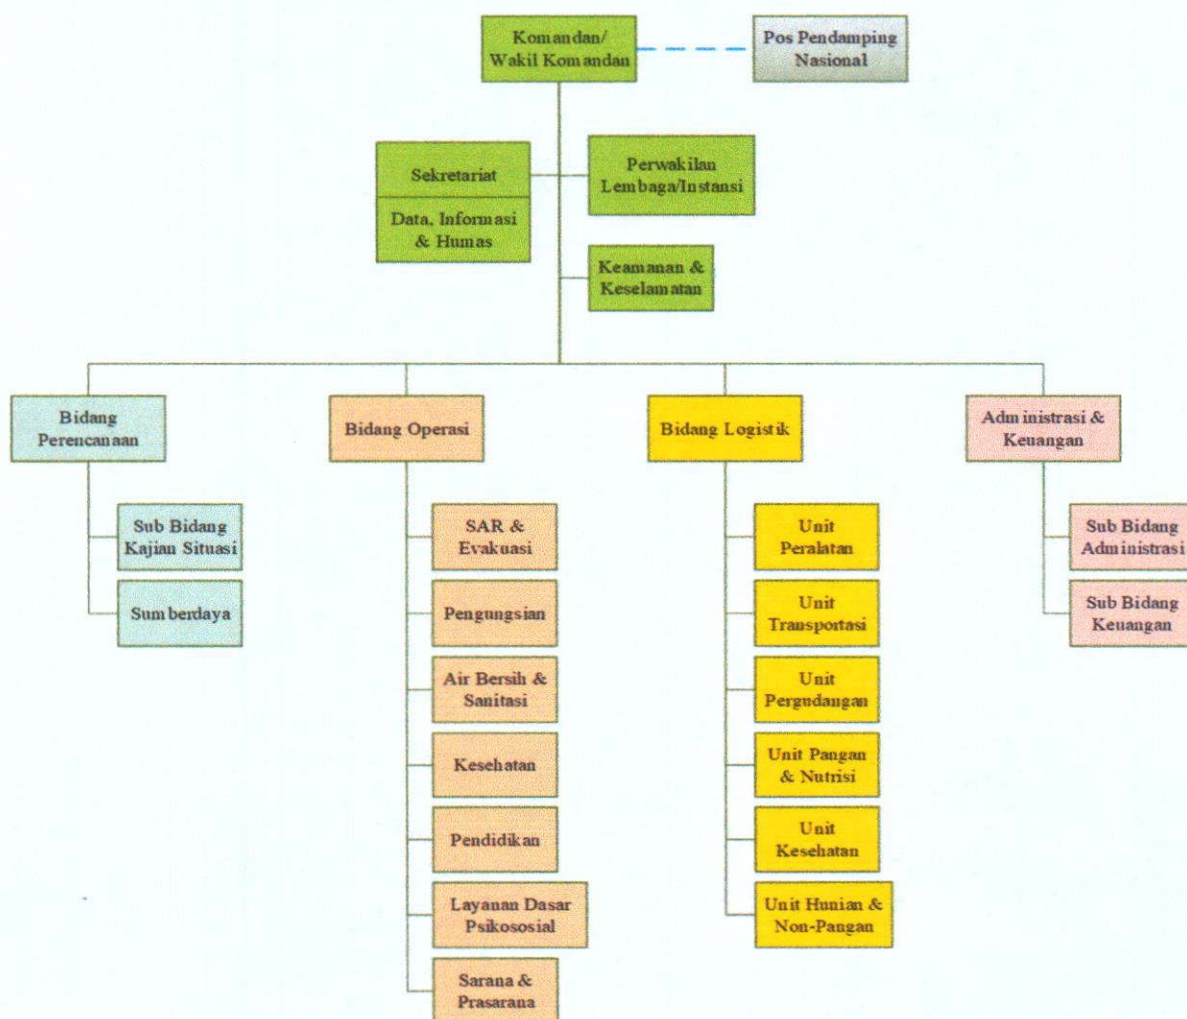 Komandan/
Wakil Komandan
Pos Pendamping
Nasional
Sekretariat
Data, Informasi
& Humas
Perwakilan
Lembaga/Instansi
Keamanan &
Keselamatan
Bidang
Perencanaan
Sub Bidang
Kajian Situasi
Sumberdaya
Bidang Operasi
SAR &
Evakuasi
Pengungsian
Air Bersih &
Sanitasi
Kesehatan
Pendidikan
Layanan Dasar
Psikososial
Sarana &
Prasarana
Bidang Logistik
Unit
Peralatan
Unit
Transportasi
Unit
Pergudangan
Unit Pangan
& Nutrisi
Unit
Kesehatan
Unit Hunian &
Non-Pangan
Administrasi &
Keuangan
Sub Bidang
Administrasi
Sub Bidang
Keuangan